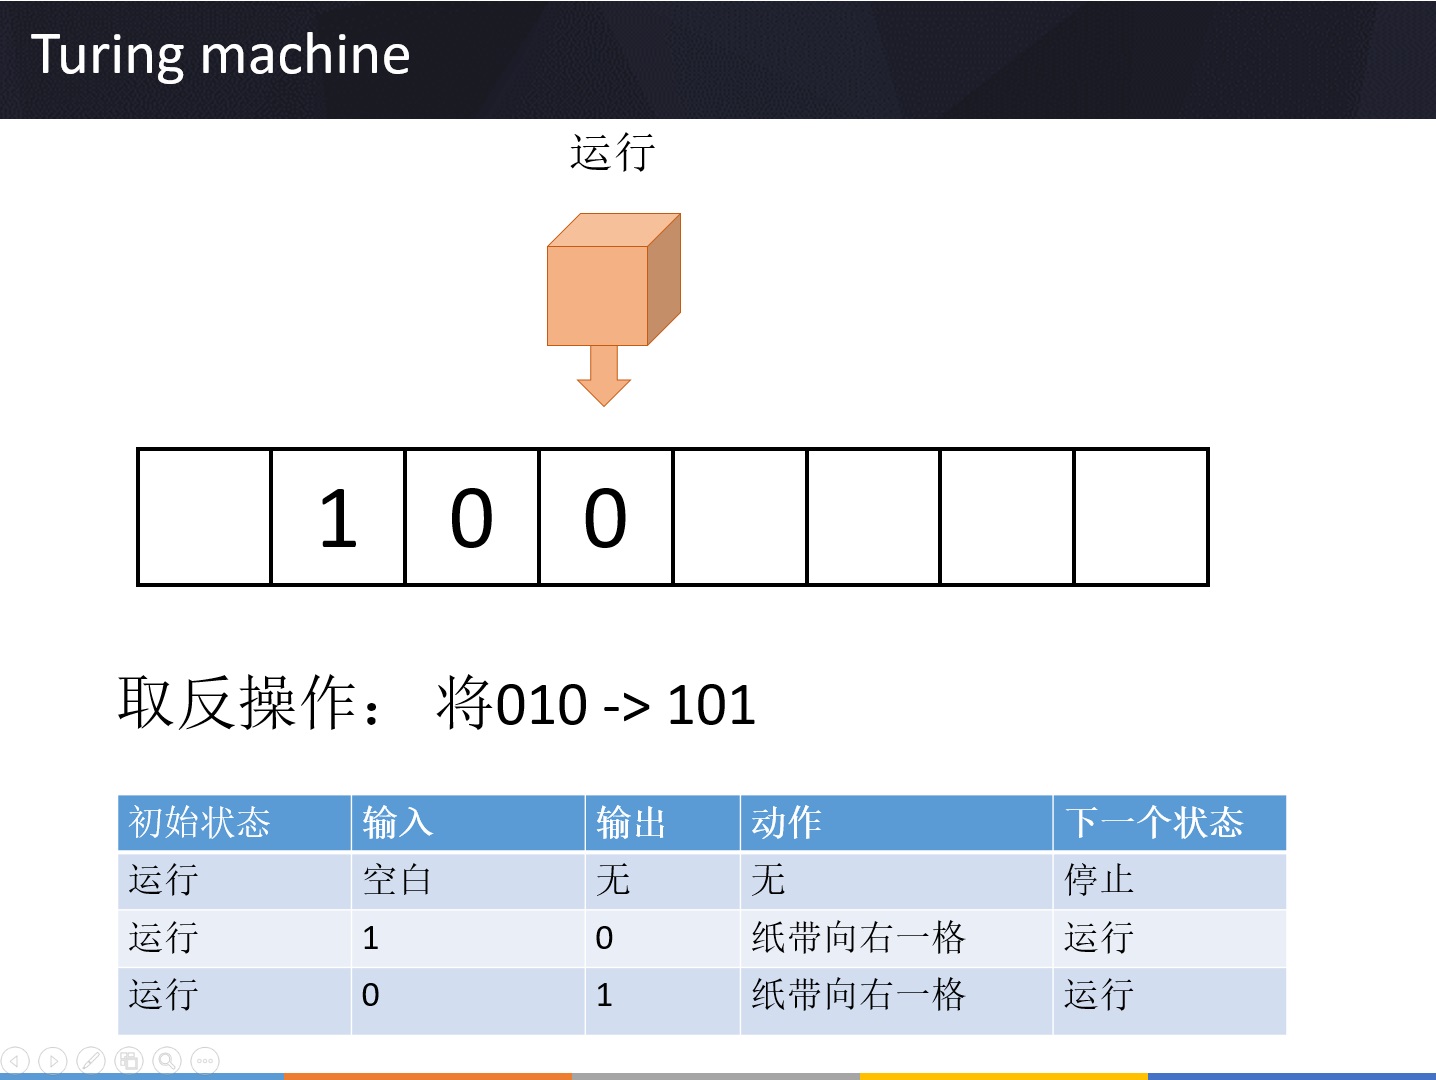 Turing machine
运行
1 0 0
取反操作： 将010 -> 101
初始状态 输入 输出 动作 下一个状态
运行 空白 无 无 停止
运行 1 0 纸带向右一格 运行
运行 0 1 纸带向右一格 运行